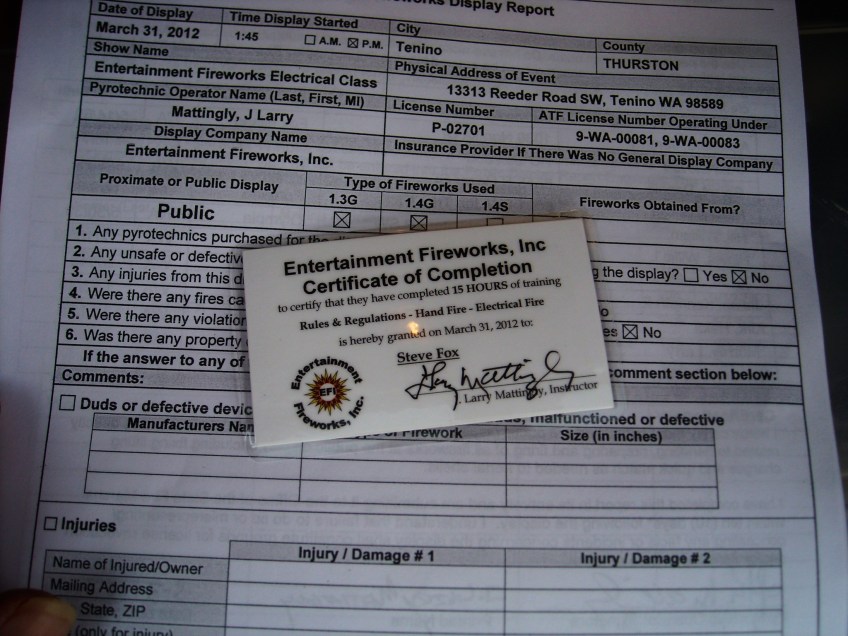 Fireworks Display Report
Date of Display
Time Display Started
City
County
March 31, 2012
1:45
A.M.
P.M.
Tenino
THURSTON
Show Name
Physical Address of Event
Entertainment Fireworks Electrical Class
13313 Reeder Road SW, Tenino WA 98589
Pyrotechnic Operator Name (Last, First, MI)
License Number
ATF License Number Operating Under
Mattingly, J Larry
P-02701
9-WA-00081, 9-WA-00083
Display Company Name
Insurance Provider If There Was No General Display Company
Entertainment Fireworks, Inc.
Proximate or Public Display
Type of Fireworks Used
Fireworks Obtained From?
1.3G
1.4G
1.4S
Public
1. Any pyrotechnics purchased for the
2. Any unsafe or defectiv
3. Any injuries from this d
g the display?
Yes
No
4. Were there any fires ca
o
5. Were there any violatior
es
No
6. Was there any property
If the answer to any of
comment section below:
Comments:
Duds or defective devic
malfunctioned or defective
Manufacturers Nan
Firework
Size (in inches)
Injuries
Injury / Damage # 1
Injury / Damage # 2
Name of Injured/Owner
Mailing Address
State, ZIP
(only for injury)
Entertainment Fireworks, Inc
Certificate of Completion
to certify that they have completed 15 HOURS of training
Rules & Regulations - Hand Fire - Electrical Fire
is hereby granted on March 31, 2012 to:
Steve Fox
Larry Mattingly
J. Larry Mattingly, Instructor
Entertainment
EFI
Fireworks, Inc.